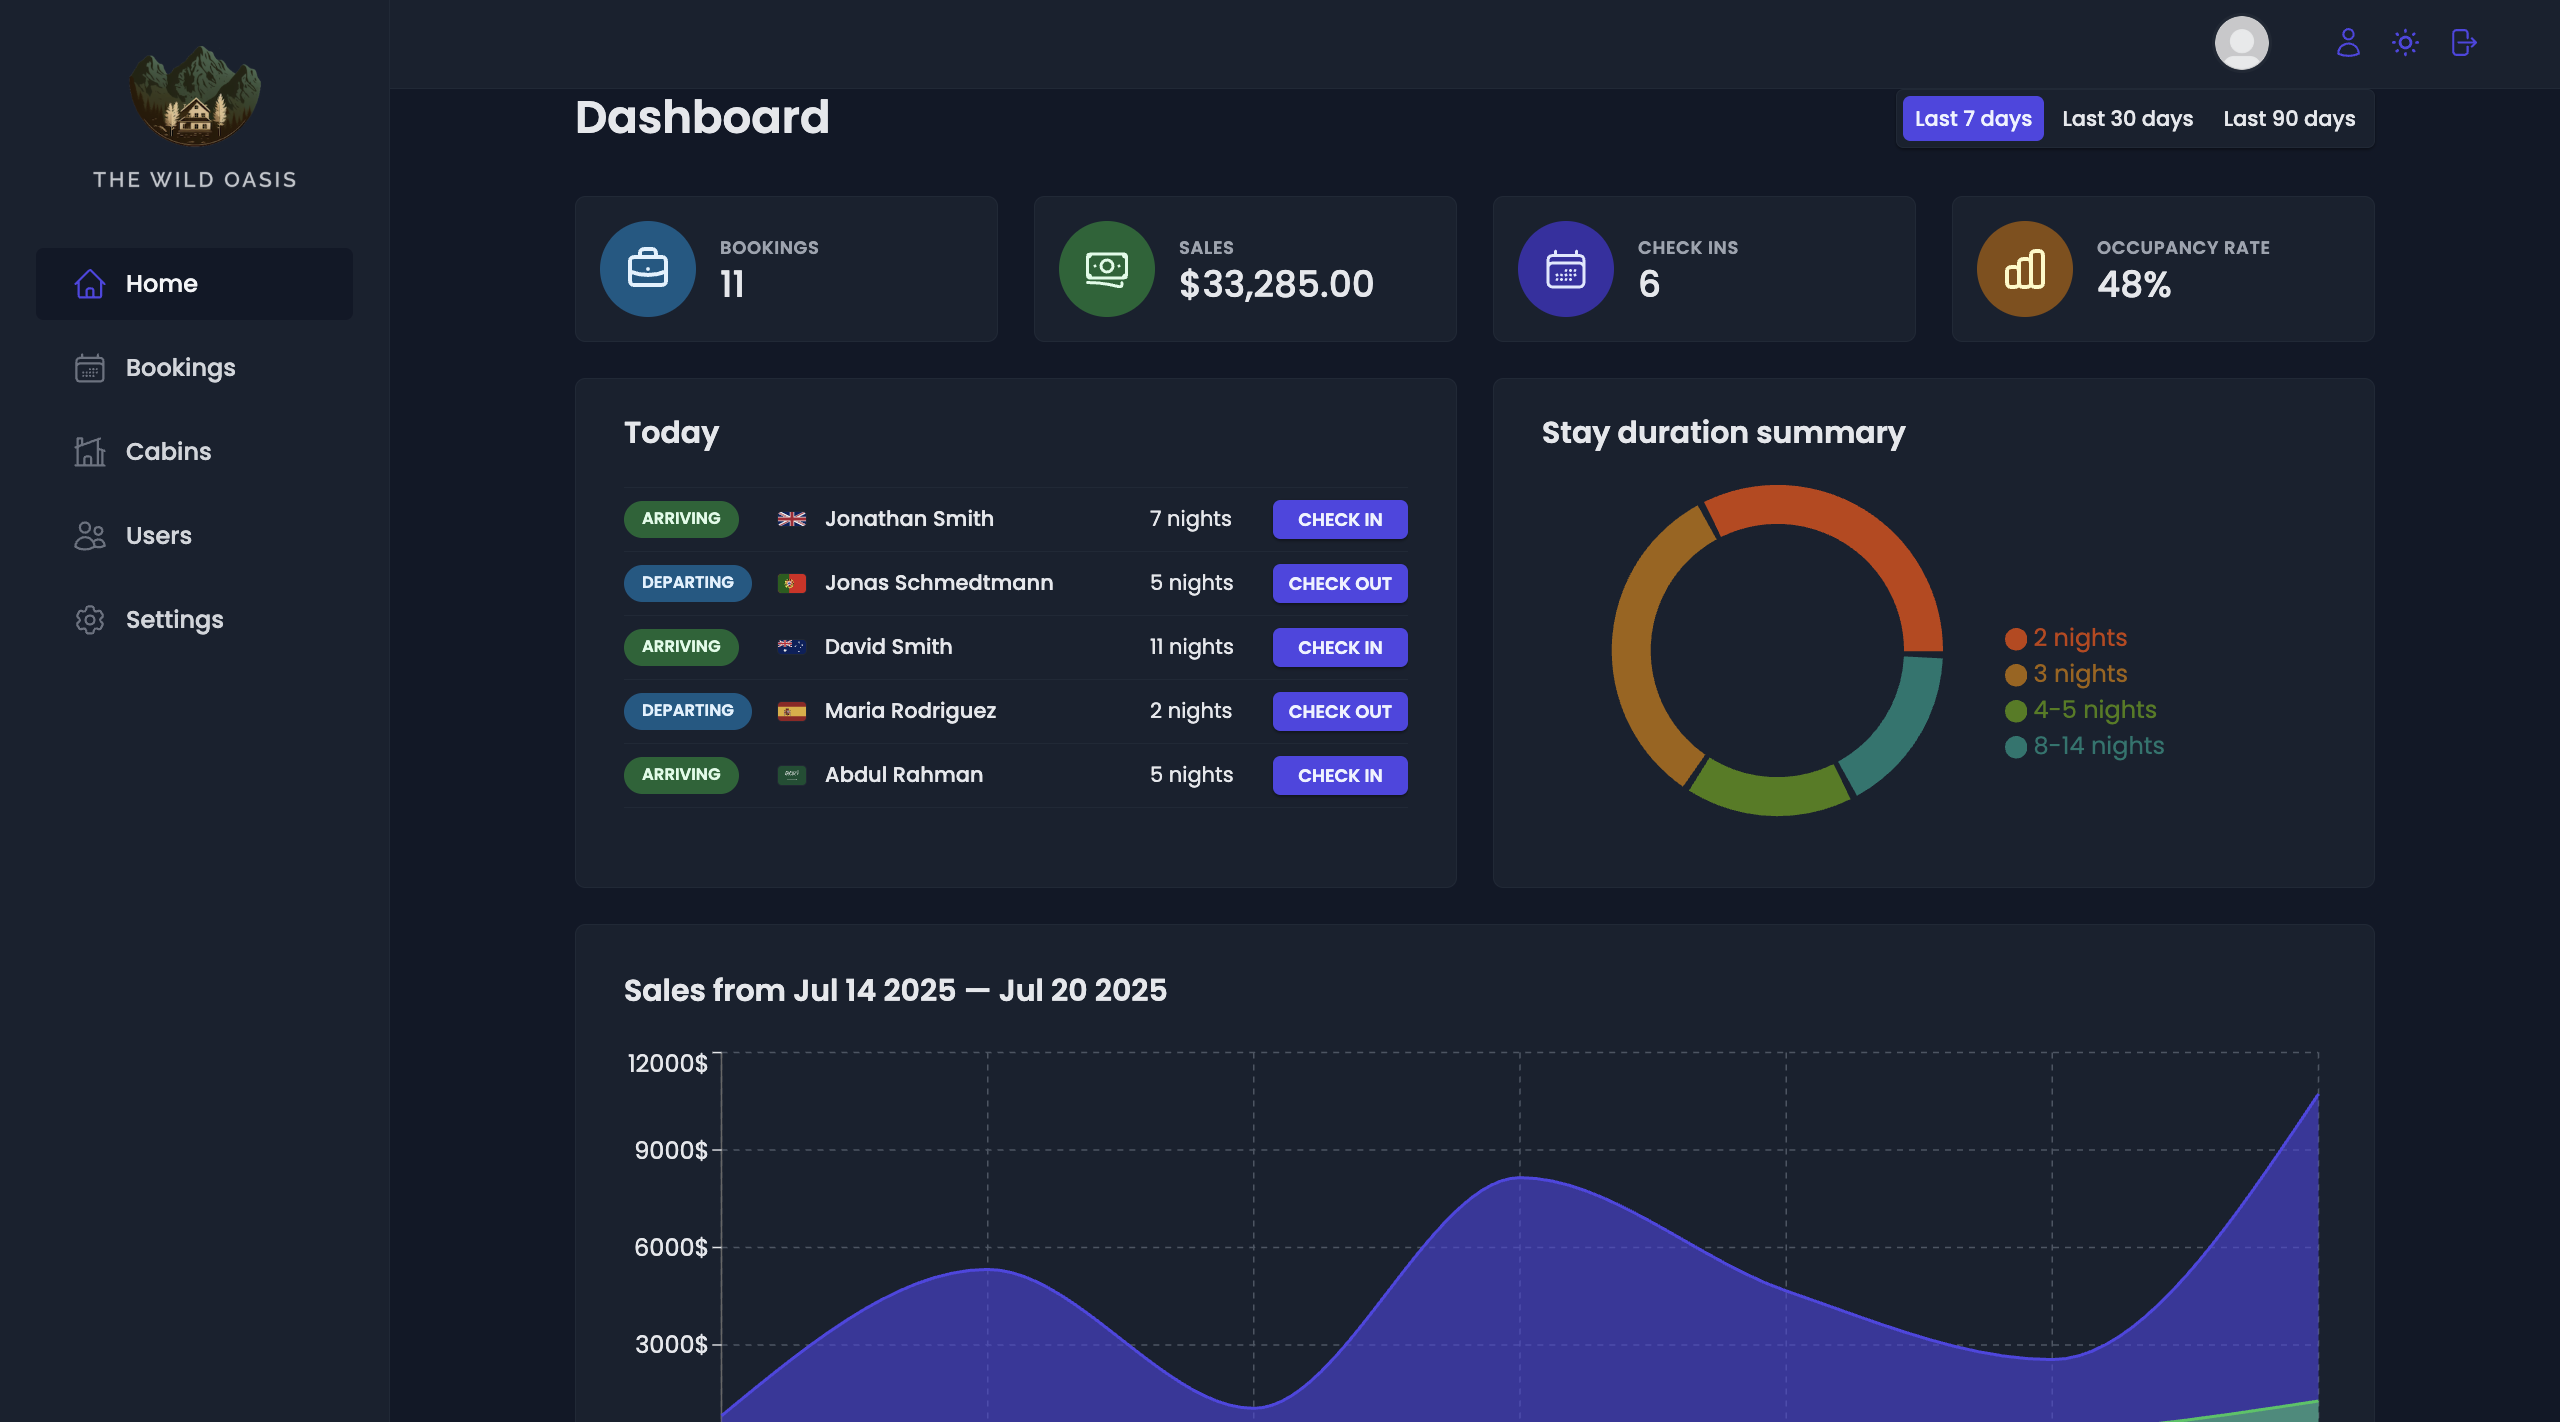 THE WILD OASIS
Home
Bookings
Cabins
Users
Settings
Dashboard
Last 7 days Last 30 days Last 90 days
BOOKINGS
11
SALES
$33,285.00
CHECK INS
6
OCCUPANCY RATE
48%
Today
ARRIVING Jonathan Smith 7 nights CHECK IN
DEPARTING Jonas Schmedtmann 5 nights CHECK OUT
ARRIVING David Smith 11 nights CHECK IN
DEPARTING Maria Rodriguez 2 nights CHECK OUT
ARRIVING Abdul Rahman 5 nights CHECK IN
Stay duration summary
2 nights
3 nights
4-5 nights
8-14 nights
Sales from Jul 14 2025 — Jul 20 2025
12000$
9000$
6000$
3000$